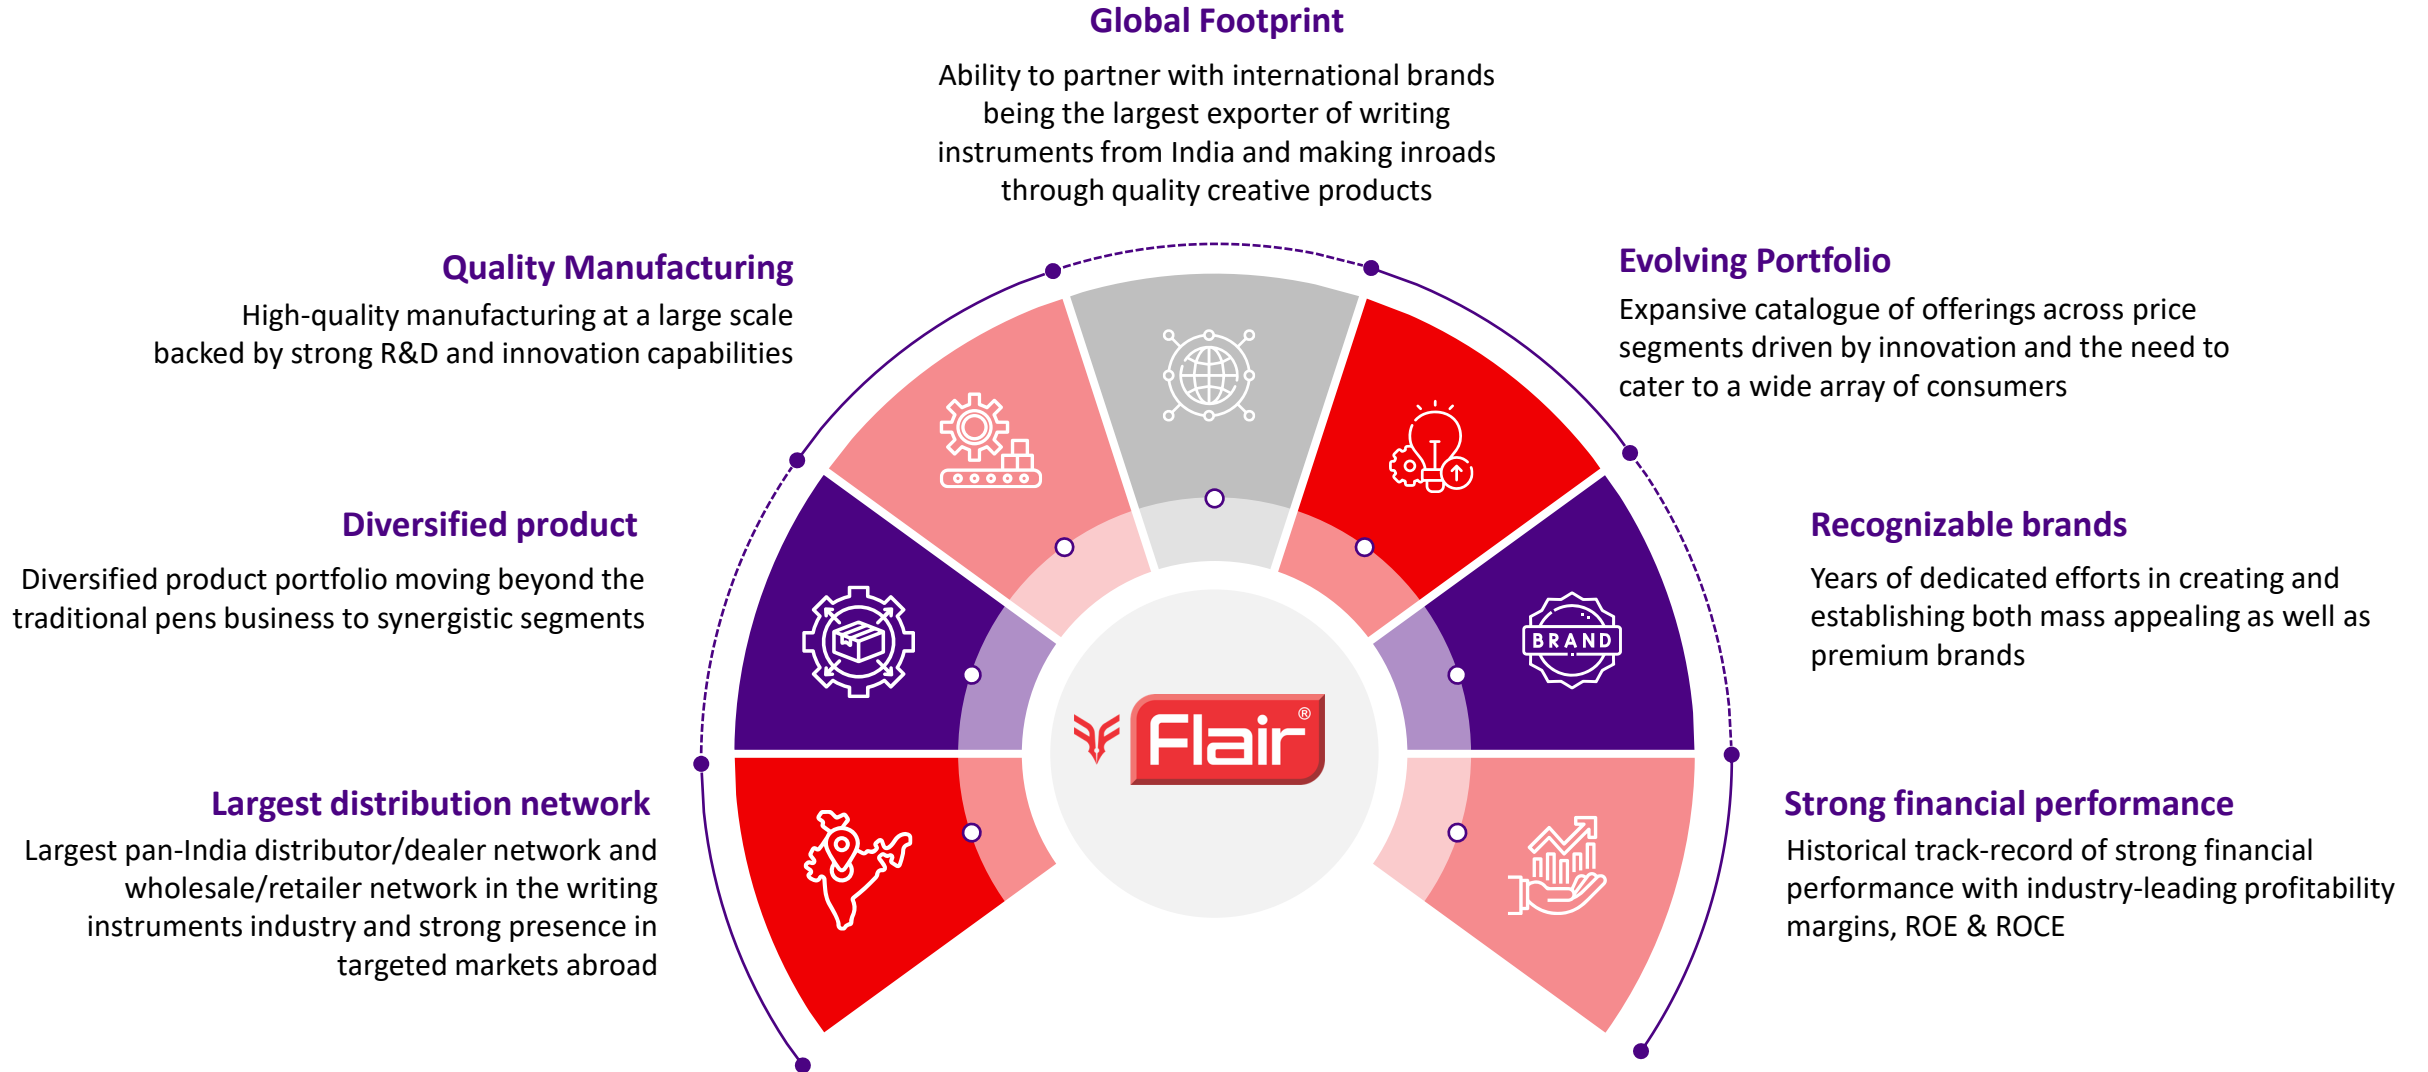 Global Footprint
Ability to partner with international brands
being the largest exporter of writing
instruments from India and making inroads
through quality creative products
Quality Manufacturing
High-quality manufacturing at a large scale
backed by strong R&D and innovation capabilities
Evolving Portfolio
Expansive catalogue of offerings across price
segments driven by innovation and the need to
cater to a wide array of consumers
Diversified product
Diversified product portfolio moving beyond the
traditional pens business to synergistic segments
Recognizable brands
Years of dedicated efforts in creating and
establishing both mass appealing as well as
premium brands
BRAND
Flair®
Largest distribution network
Largest pan-India distributor/dealer network and
wholesale/retailer network in the writing
instruments industry and strong presence in
targeted markets abroad
Strong financial performance
Historical track-record of strong financial
performance with industry-leading profitability
margins, ROE & ROCE